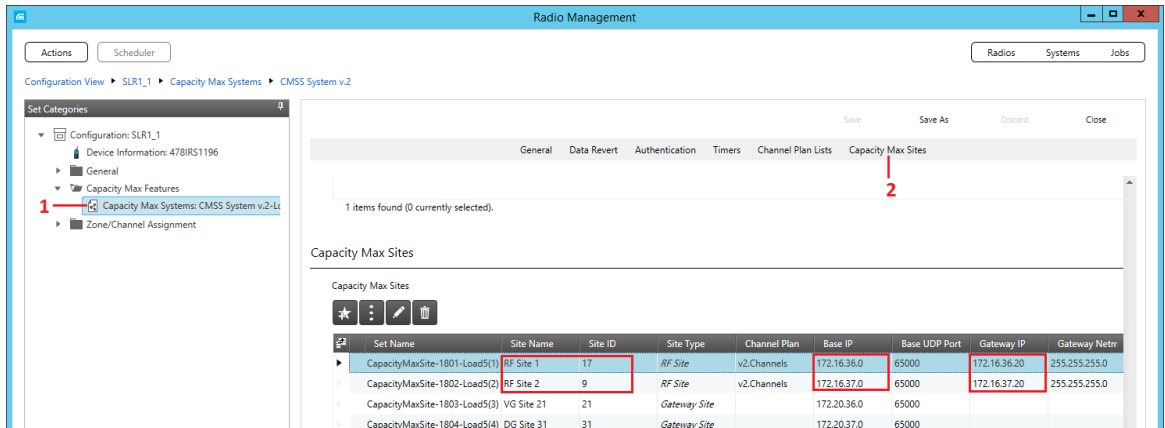 Radio Management
Actions Scheduler Radios Systems Jobs
Configuration View SLR1_1 Capacity Max Systems CMSS System v.2
Set Categories
Configuration: SLR1_1
Device Information: 478IRS1196
General
Capacity Max Features
1 Capacity Max Systems: CMSS System v.2-Lo
Zone/Channel Assignment
Save Save As Discard Close
General Data Revert Authentication Timers Channel Plan Lists Capacity Max Sites
2
1 items found (0 currently selected).
Capacity Max Sites
Capacity Max Sites
Set Name Site Name Site ID Site Type Channel Plan Base IP Base UDP Port Gateway IP Gateway Netm
CapacityMaxSite-1801-Load5(1) RF Site 1 17 RF Site v2.Channels 172.16.36.0 65000 172.16.36.20 255.255.255.0
CapacityMaxSite-1802-Load5(2) RF Site 2 9 RF Site v2.Channels 172.16.37.0 65000 172.16.37.20 255.255.255.0
CapacityMaxSite-1803-Load5(3) VG Site 21 21 Gateway Site 172.20.36.0 65000
CapacityMaxSite-1804-Load5(4) DG Site 31 31 Gateway Site 172.20.37.0 65000